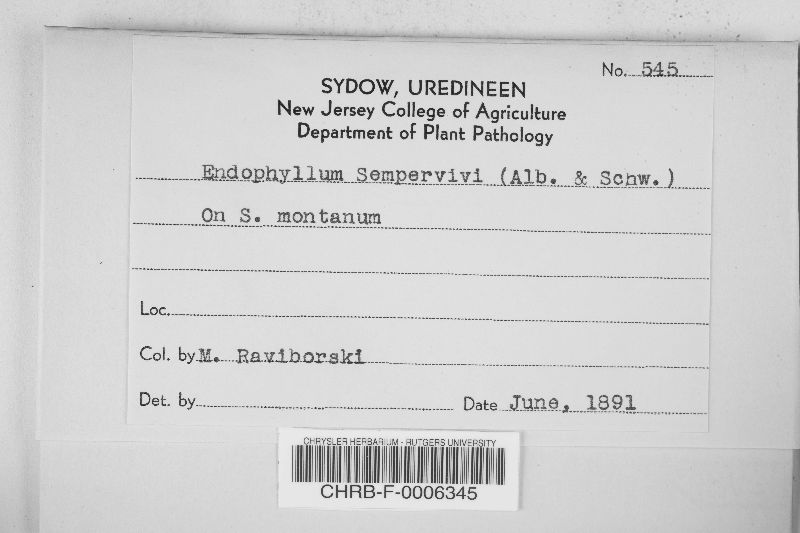 No. 545
SYDOW, UREDINEEN
New Jersey College of Agriculture
Department of Plant Pathology
Endophyllum Sempervivi (Alb. & Schw.)
On S. montanum
Loc.
Col. by M. Raviborski
Det. by
Date June, 1891
CHRYSLER HERBARIUM - RUTGERS UNIVERSITY
CHRB-F-0006345